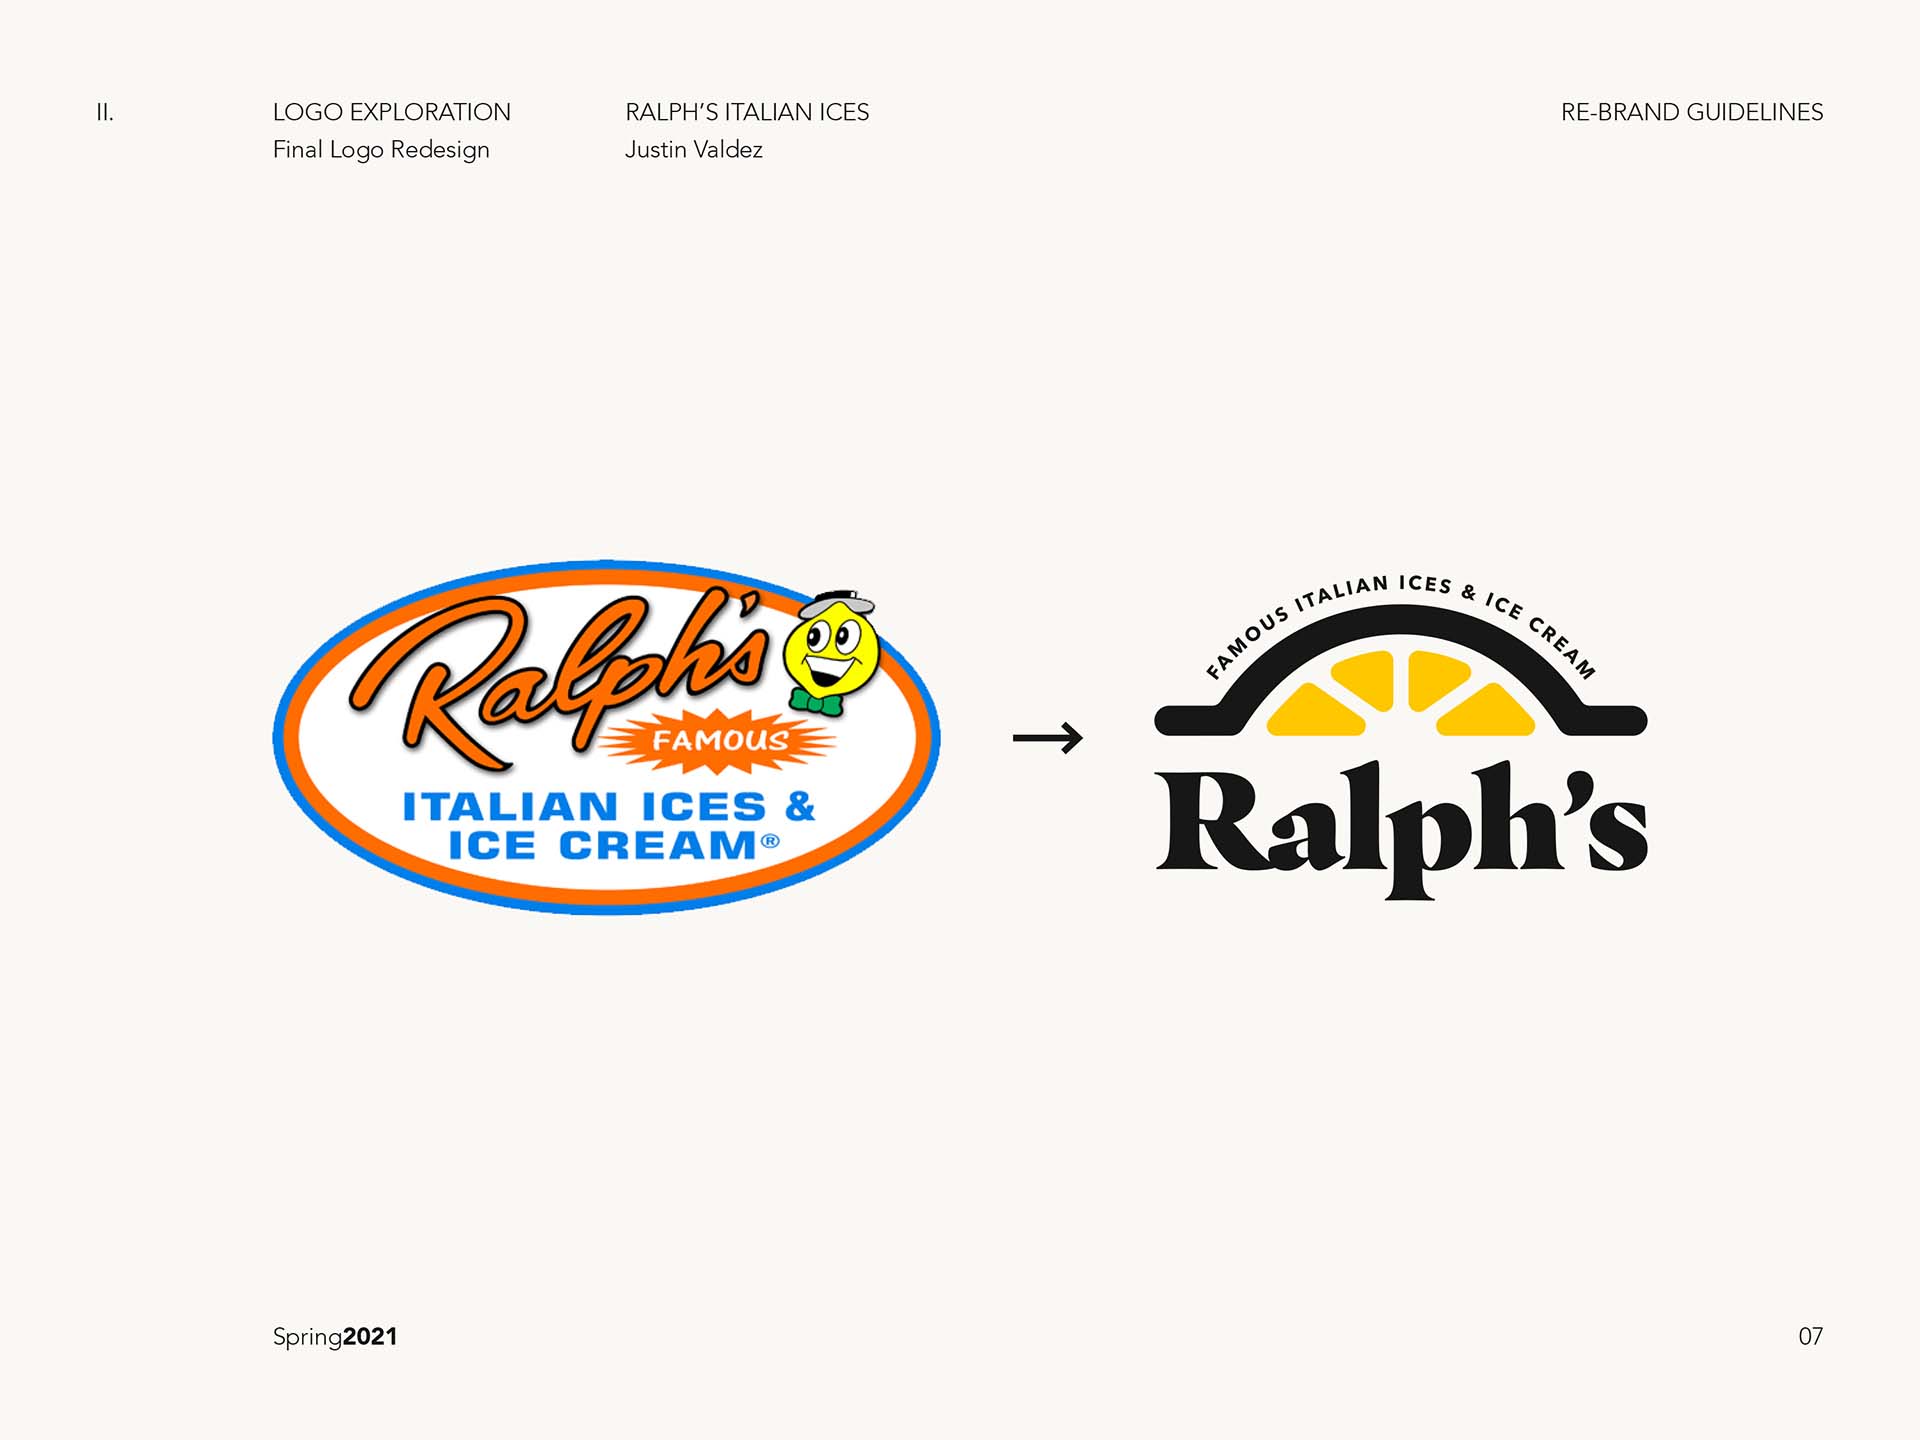 II.
LOGO EXPLORATION
Final Logo Redesign
RALPH’S ITALIAN ICES
Justin Valdez
RE-BRAND GUIDELINES
Ralph’s
FAMOUS
ITALIAN ICES &
ICE CREAM®
FAMOUS ITALIAN ICES & ICE CREAM
Ralph’s
Spring2021
07